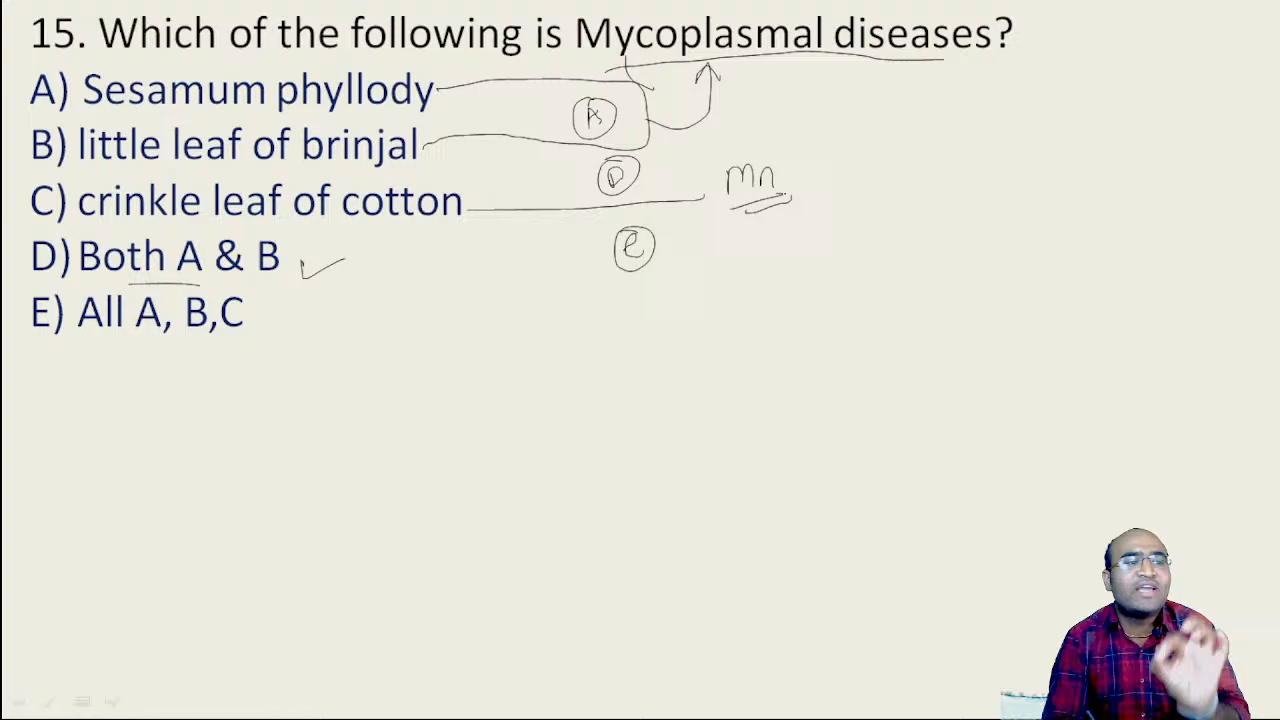 15. Which of the following is Mycoplasmal diseases?
A) Sesamum phyllody
A
B) little leaf of brinjal
D
Mn
C) crinkle leaf of cotton
D) Both A & B
E) All A, B,C